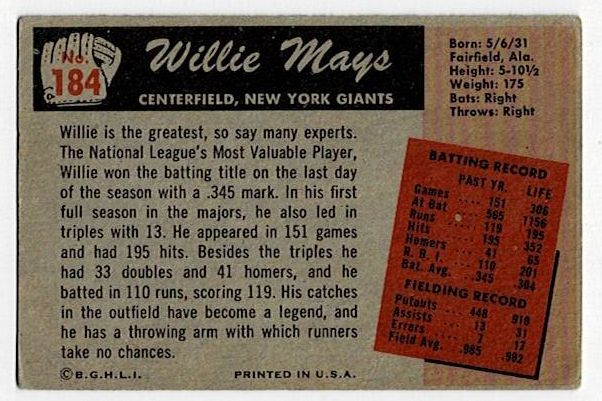 No.
184
Willie Mays
CENTERFIELD, NEW YORK GIANTS
Born: 5/6/31
Fairfield, Ala.
Height: 5-10½
Weight: 175
Bats: Right
Throws: Right
Willie is the greatest, so say many experts.
The National League's Most Valuable Player,
Willie won the batting title on the last day
of the season with a .345 mark. In his first
full season in the majors, he also led in
triples with 13. He appeared in 151 games
and had 195 hits. Besides the triples he
had 33 doubles and 41 homers, and he
batted in 110 runs, scoring 119. His catches
in the outfield have become a legend, and
he has a throwing arm with which runners
take no chances.
BATTING RECORD
PAST YR. LIFE
Games .... 151 306
At Bat .... 565 1156
Runs .... 119 195
Hits .... 195 352
Homers .... 41 65
R. B. I. .... 110 201
Bat. Avg. .. .345 .304
FIELDING RECORD
Putouts .... 448 910
Assists .... 13 31
Errors .... 7 17
Field Avg. .. .985 .982
©B.G.H.L.I.
PRINTED IN U.S.A.